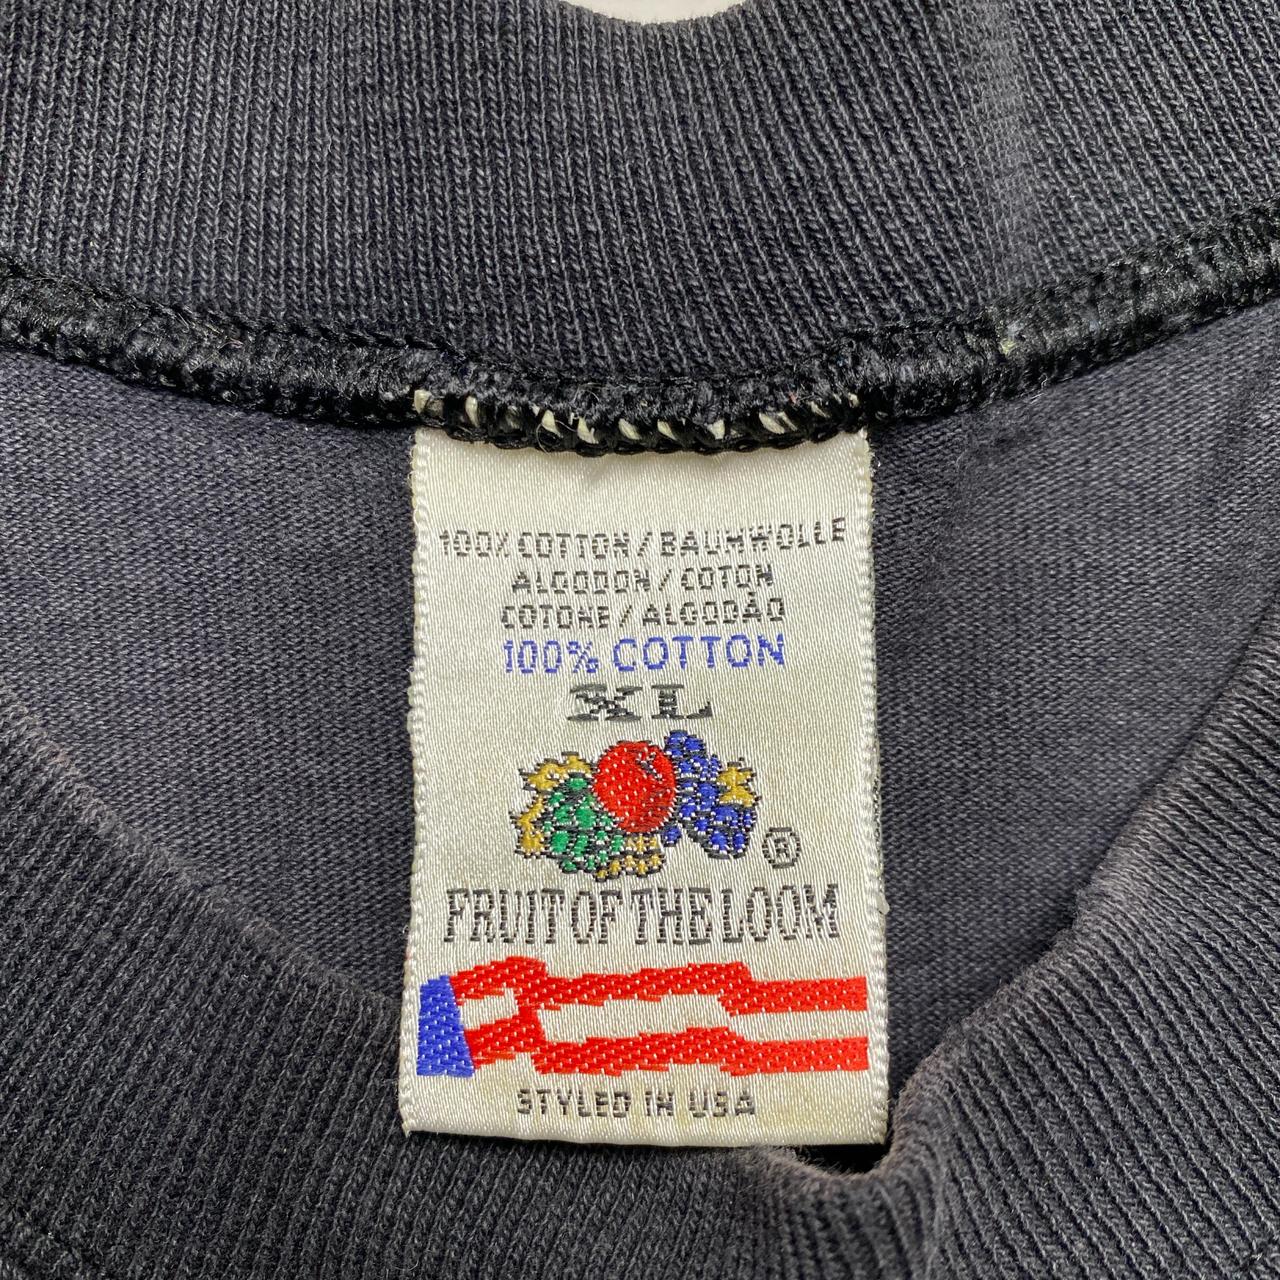 100% COTTON / BAUMWOLLE
ALGODON / COTON
COTONE / ALGODÃO
100% COTTON
XL
®
FRUIT OF THE LOOM
STYLED IN USA